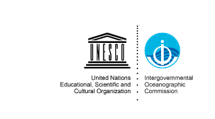 UNESCO
United Nations
Educational, Scientific and
Cultural Organization
Intergovernmental
Oceanographic
Commission